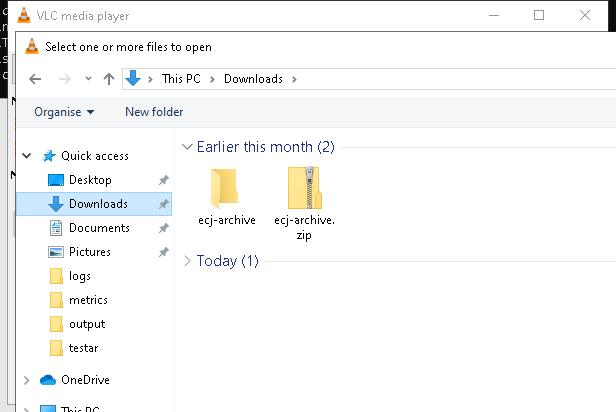 VLC media player
Select one or more files to open
This PC > Downloads >
Organise New folder
Quick access
Desktop
Downloads
Documents
Pictures
logs
metrics
output
testar
OneDrive
This PC
Earlier this month (2)
ecj-archive
ecj-archive.
zip
Today (1)